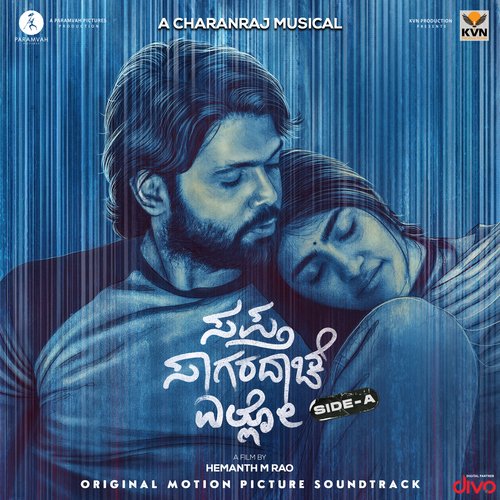 A CHARANRAJ MUSICAL
A PARAMVAH PICTURES
PRODUCTION
PARAMVAH
KVN PRODUCTION
PRESENTS
KVN
ಸಪ್ತ
ಸಾಗರದಾಚೆ
ಎಲ್ಲೋ
SIDE-A
A FILM BY
HEMANTH M RAO
ORIGINAL MOTION PICTURE SOUNDTRACK
DIGITAL PARTNER
divo